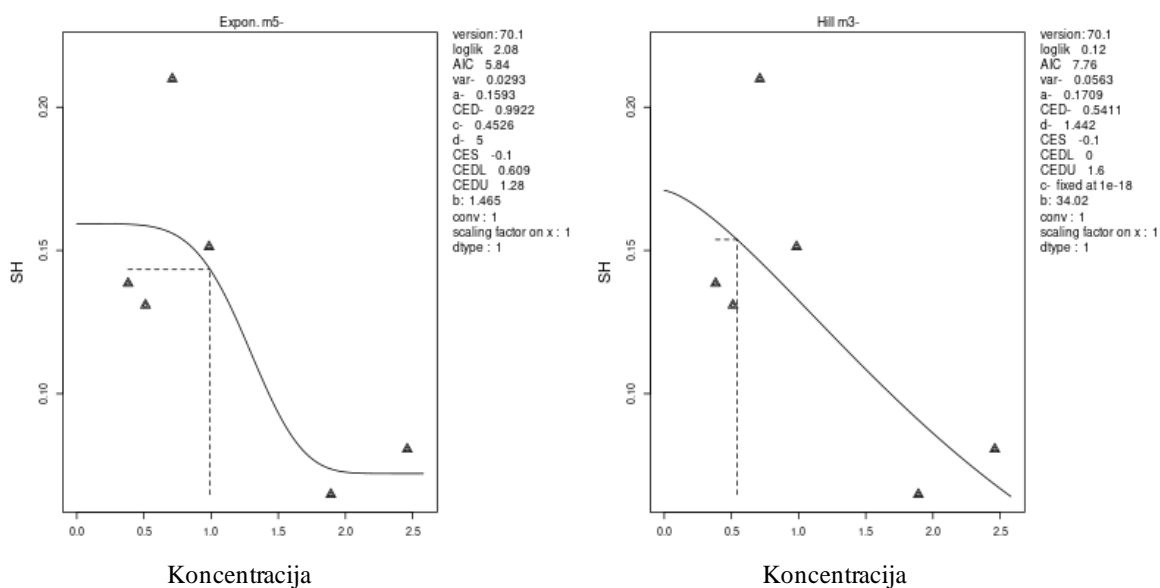 Expon. m5-
version: 70.1
loglik 2.08
AIC 5.84
var- 0.0293
a- 0.1593
CED- 0.9922
c- 0.4526
d- 5
CES -0.1
CEDL 0.609
CEDU 1.28
b: 1.465
conv : 1
scaling factor on x : 1
dtype : 1
SH
0.20
0.15
0.10
0.0 0.5 1.0 1.5 2.0 2.5
Koncentracija
Hill m3-
version: 70.1
loglik 0.12
AIC 7.76
var- 0.0563
a- 0.1709
CED- 0.5411
d- 1.442
CES -0.1
CEDL 0
CEDU 1.6
c- fixed at 1e-18
b: 34.02
conv : 1
scaling factor on x : 1
dtype : 1
SH
0.20
0.15
0.10
0.0 0.5 1.0 1.5 2.0 2.5
Koncentracija